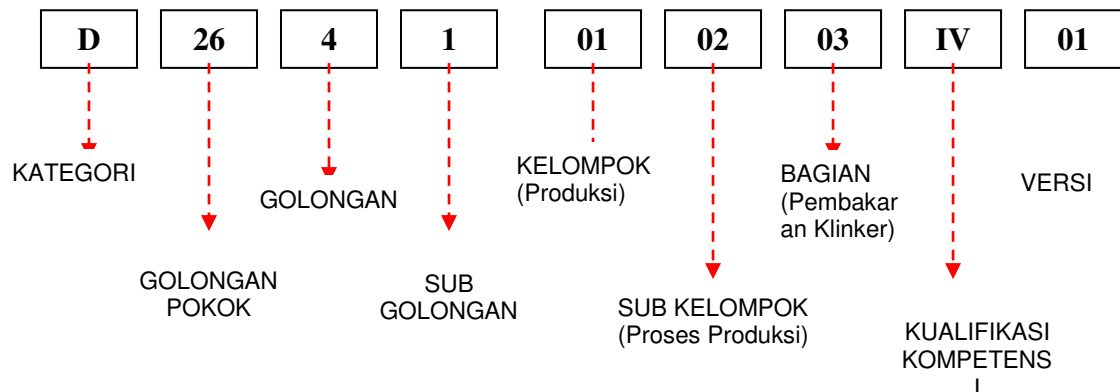 D 26 4 1 01 02 03 IV 01
KATEGORI
GOLONGAN
POKOK
GOLONGAN
SUB
GOLONGAN
KELOMPOK
(Produksi)
SUB KELOMPOK
(Proses Produksi)
BAGIAN
(Pembakar
an Klinker)
KUALIFIKASI
KOMPETENS
I
VERSI